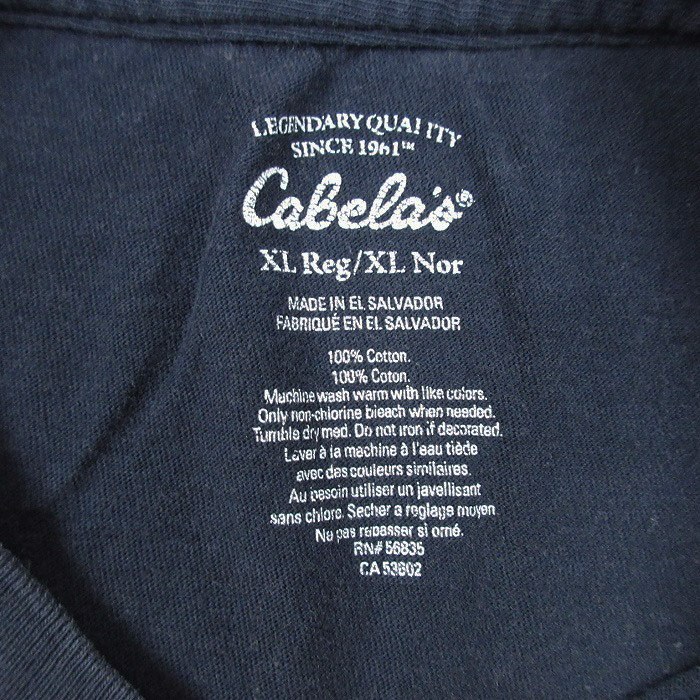 LEGENDARY QUALITY
SINCE 1961™
Cabela's®
XL Reg/XL Nor
MADE IN EL SALVADOR
FABRIQUÉ EN EL SALVADOR
100% Cotton.
100% Coton.
Machine wash warm with like colors.
Only non-chlorine bleach when needed.
Tumble dry med. Do not iron if decorated.
Laver à la machine à l'eau tiède
avec des couleurs similaires.
Au besoin utiliser un javellisant
sans chlore. Secher a reglage moyen
Ne pas repasser si orné.
RN# 56835
CA 53602